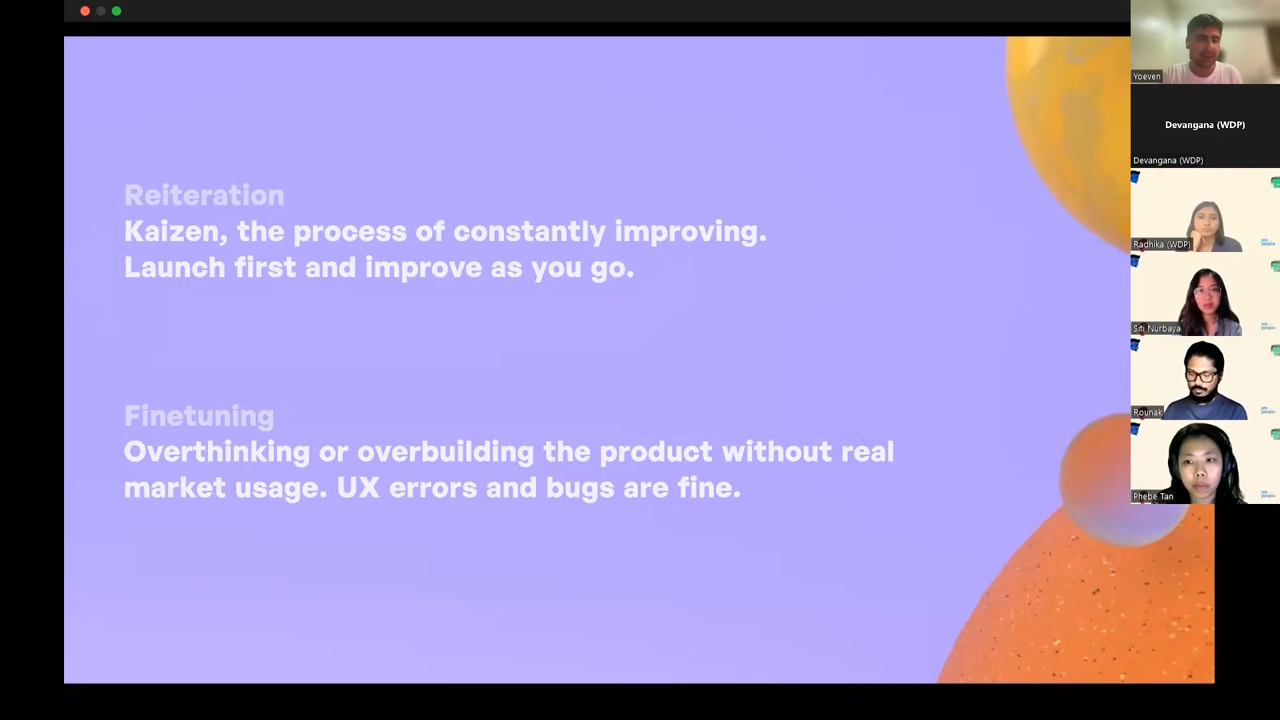 Reiteration
Kaizen, the process of constantly improving.
Launch first and improve as you go.
Finetuning
Overthinking or overbuilding the product without real
market usage. UX errors and bugs are fine.
Yoeven
Devangana (WDP)
Devangana (WDP)
Radhika (WDP)
Siti Nurbaya
Rounak
Phebe Tan